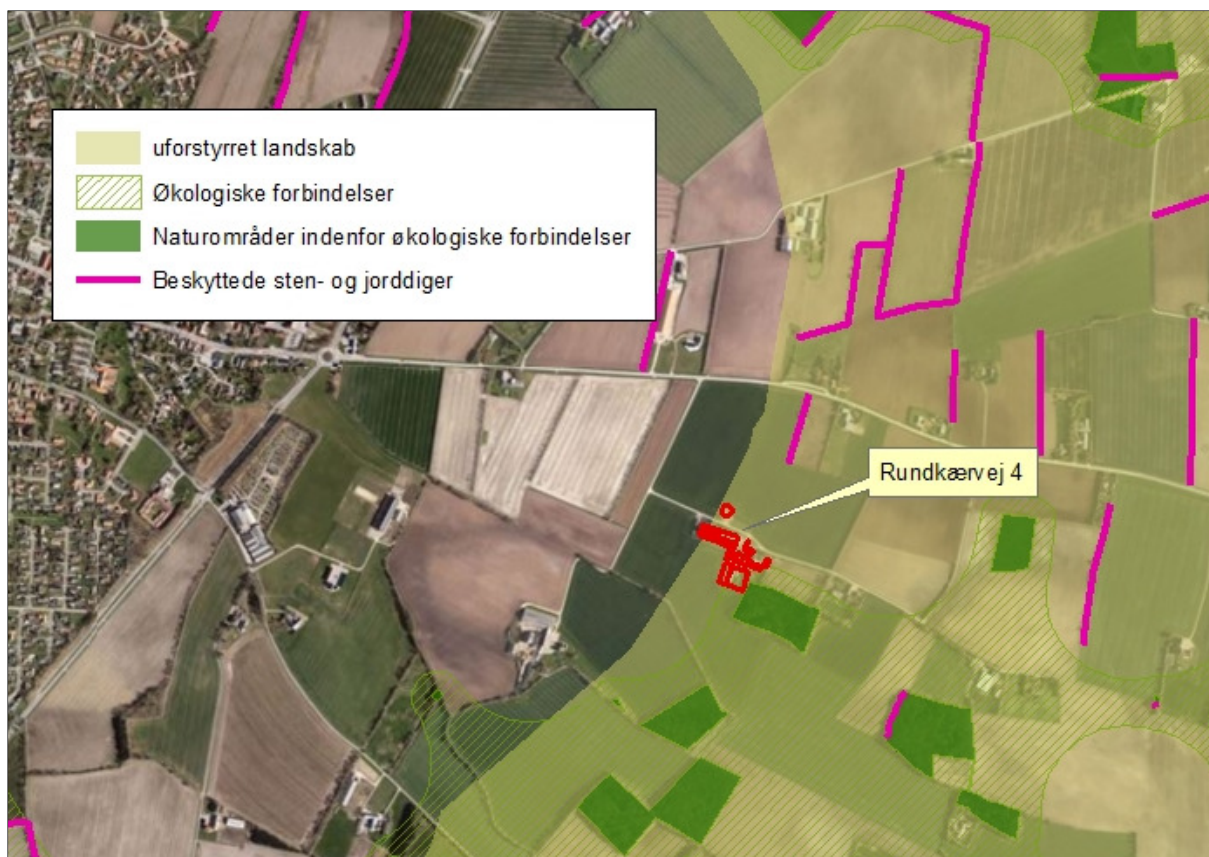 uforstyrret landskab
Økologiske forbindelser
Naturområder indenfor økologiske forbindelser
Beskyttede sten- og jorddiger
Rundkærvej 4